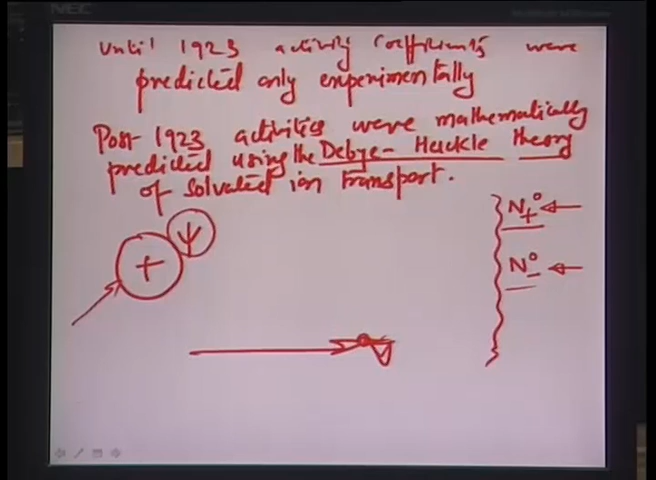 NEC
Until 1923 activity coefficients were
predicted only experimentally
Post-1923 activities were mathematically
predicted using the Debye-Huckle theory
of solvated ion transport.
N+°
N-°
+
ψ